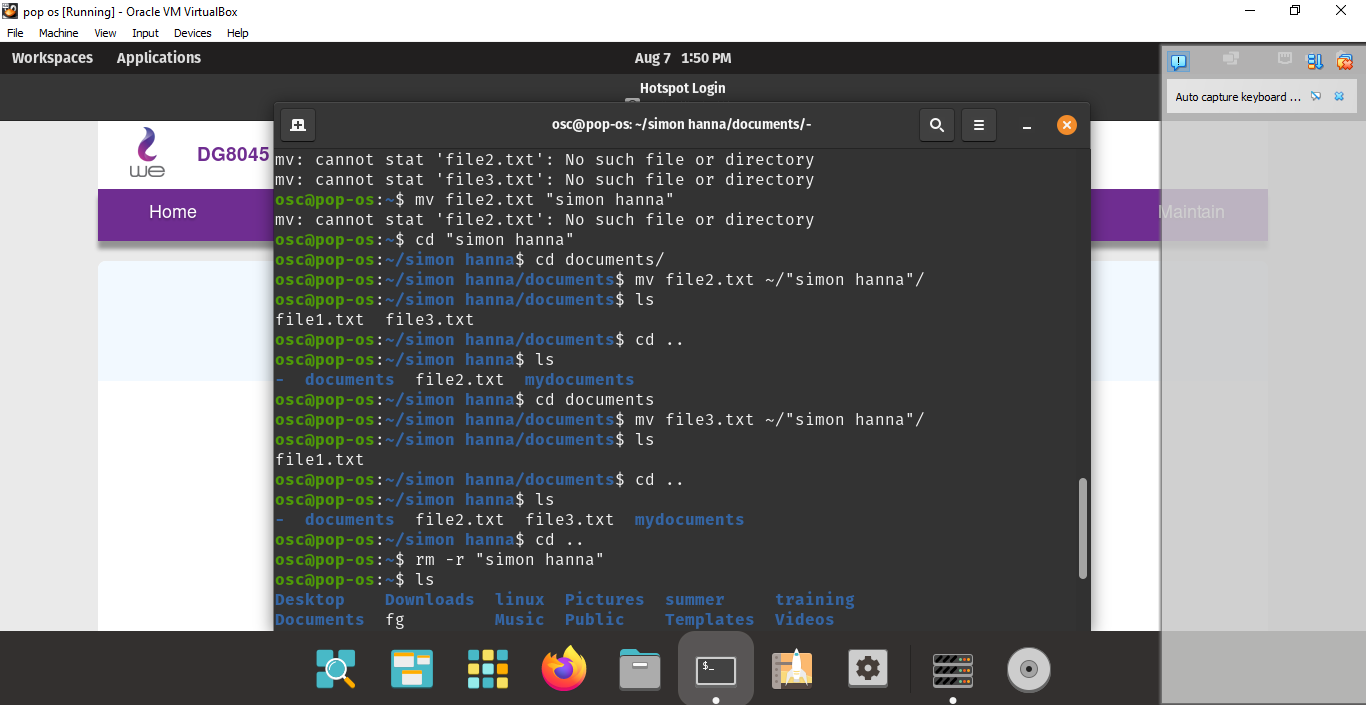 pop os [Running] - Oracle VM VirtualBox
File Machine View Input Devices Help
Workspaces Applications Aug 7 1:50 PM
Hotspot Login
Auto capture keyboard ...
osc@pop-os: ~/simon hanna/documents/-
we DG8045
Home Maintain
mv: cannot stat 'file2.txt': No such file or directory
mv: cannot stat 'file3.txt': No such file or directory
osc@pop-os:~$ mv file2.txt "simon hanna"
mv: cannot stat 'file2.txt': No such file or directory
osc@pop-os:~$ cd "simon hanna"
osc@pop-os:~/simon hanna$ cd documents/
osc@pop-os:~/simon hanna/documents$ mv file2.txt ~/"simon hanna"/
osc@pop-os:~/simon hanna/documents$ ls
file1.txt  file3.txt
osc@pop-os:~/simon hanna/documents$ cd ..
osc@pop-os:~/simon hanna$ ls
-  documents  file2.txt  mydocuments
osc@pop-os:~/simon hanna$ cd documents
osc@pop-os:~/simon hanna/documents$ mv file3.txt ~/"simon hanna"/
osc@pop-os:~/simon hanna/documents$ ls
file1.txt
osc@pop-os:~/simon hanna/documents$ cd ..
osc@pop-os:~/simon hanna$ ls
-  documents  file2.txt  file3.txt  mydocuments
osc@pop-os:~/simon hanna$ cd ..
osc@pop-os:~$ rm -r "simon hanna"
osc@pop-os:~$ ls
Desktop    Downloads  linux  Pictures  summer     training
Documents  fg         Music  Public    Templates  Videos
$_